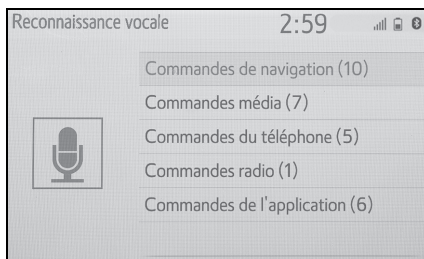 Reconnaissance vocale 2:59
Commandes de navigation (10)
Commandes média (7)
Commandes du téléphone (5)
Commandes radio (1)
Commandes de l'application (6)